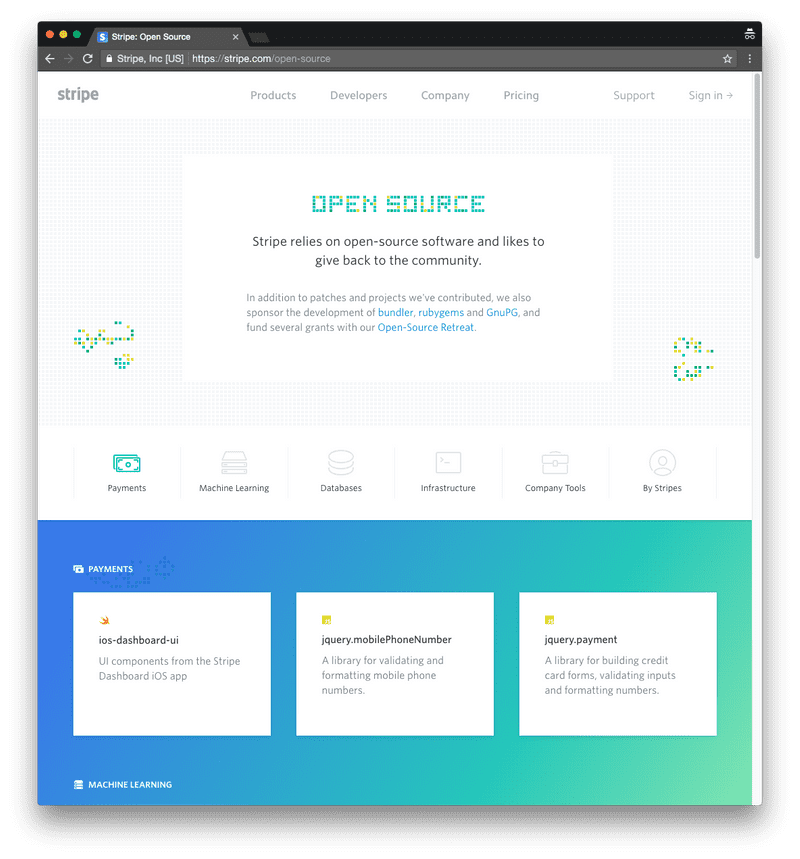 Stripe: Open Source
Stripe, Inc [US] https://stripe.com/open-source
stripe Products Developers Company Pricing Support Sign in →
OPEN SOURCE
Stripe relies on open-source software and likes to
give back to the community.
In addition to patches and projects we've contributed, we also
sponsor the development of bundler, rubygems and GnuPG, and
fund several grants with our Open-Source Retreat.
Payments Machine Learning Databases Infrastructure Company Tools By Stripes
PAYMENTS
ios-dashboard-ui
UI components from the Stripe
Dashboard iOS app
jquery.mobilePhoneNumber
A library for validating and
formatting mobile phone
numbers.
jquery.payment
A library for building credit
card forms, validating inputs
and formatting numbers.
MACHINE LEARNING